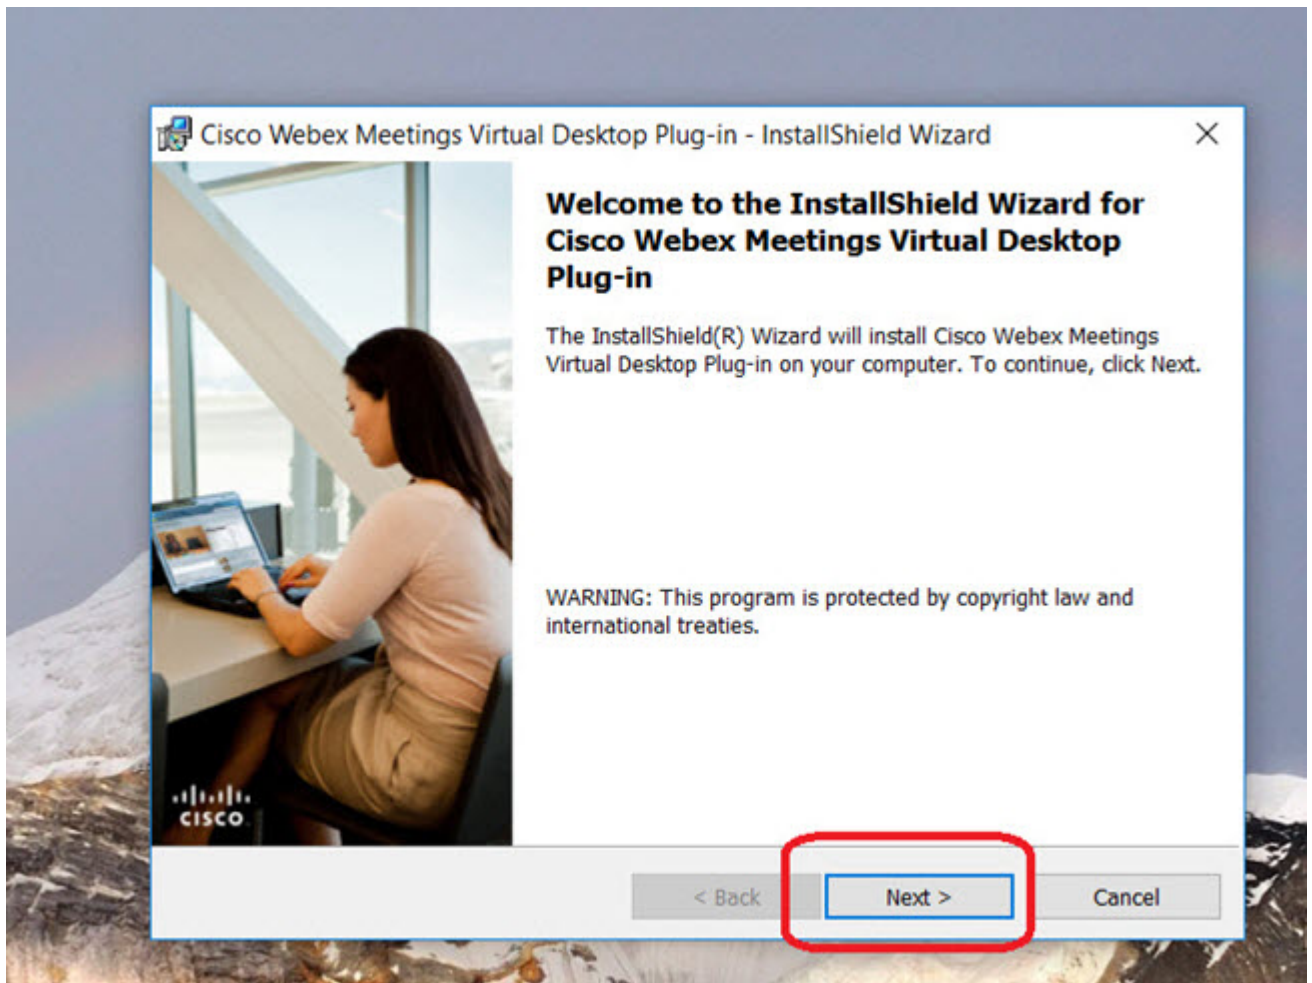 Cisco Webex Meetings Virtual Desktop Plug-in - InstallShield Wizard
Welcome to the InstallShield Wizard for
Cisco Webex Meetings Virtual Desktop
Plug-in
The InstallShield(R) Wizard will install Cisco Webex Meetings
Virtual Desktop Plug-in on your computer. To continue, click Next.
WARNING: This program is protected by copyright law and
international treaties.
CISCO
< Back
Next >
Cancel